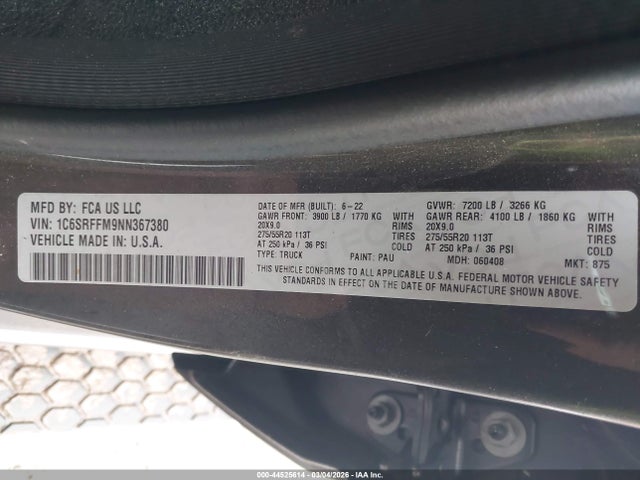 MFD BY: FCA US LLC
VIN: 1C6SRFFM9NN367380
VEHICLE MADE IN U.S.A.
DATE OF MFR (BUILT): 6-22 GVWR: 7200 LB / 3266 KG
GAWR FRONT: 3900 LB / 1770 KG WITH GAWR REAR: 4100 LB / 1860 KG WITH
20X9.0 RIMS 20X9.0 RIMS
275/55R20 113T TIRES 275/55R20 113T TIRES
AT 250 kPa / 36 PSI COLD AT 250 kPa / 36 PSI COLD
TYPE: TRUCK PAINT: PAU MDH: 060408 MKT: 875
THIS VEHICLE CONFORMS TO ALL APPLICABLE U.S.A. FEDERAL MOTOR VEHICLE SAFETY
STANDARDS IN EFFECT ON THE DATE OF MANUFACTURE SHOWN ABOVE.
000-44525614 - 03/04/2026 - COPYRIGHT IAA, LLC.